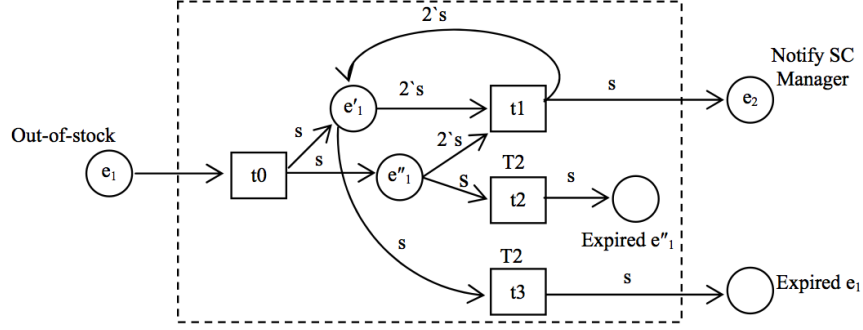 2`s
Notify SC
Manager
s
2`s
e'₁
t1
e₂
Out-of-stock
s
2`s
T2
s
e₁
t0
s
e"₁
s
t2
Expired e"₁
s
T2
t3
s
Expired e₁